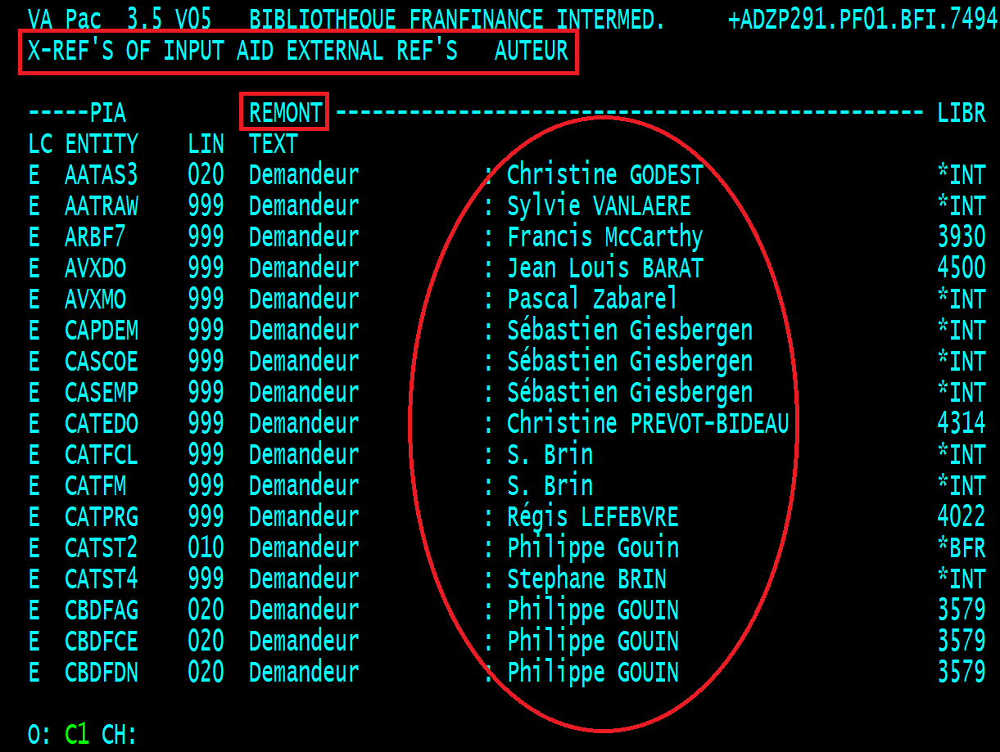 VA Pac 3.5 V05 BIBLIOTHEQUE FRANFINANCE INTERMED. +ADZP291.PF01.BFI.7494
X-REF'S OF INPUT AID EXTERNAL REF'S AUTEUR
-----PIA REMONT ------------------------------------------------ LIBR
LC ENTITY LIN TEXT
E AATAS3 020 Demandeur : Christine GODEST *INT
E AATRAW 999 Demandeur : Sylvie VANLAERE *INT
E ARBF7 999 Demandeur : Francis McCarthy 3930
E AVXDO 999 Demandeur : Jean Louis BARAT 4500
E AVXMO 999 Demandeur : Pascal Zabarel *INT
E CAPDEM 999 Demandeur : Sébastien Giesbergen *INT
E CASCOE 999 Demandeur : Sébastien Giesbergen *INT
E CASEMP 999 Demandeur : Sébastien Giesbergen *INT
E CATEDO 999 Demandeur : Christine PREVOT-BIDEAU 4314
E CATFCL 999 Demandeur : S. Brin *INT
E CATFM 999 Demandeur : S. Brin *INT
E CATPRG 999 Demandeur : Régis LEFEBVRE 4022
E CATST2 010 Demandeur : Philippe Gouin *BFR
E CATST4 999 Demandeur : Stephane BRIN *INT
E CBDFAG 020 Demandeur : Philippe GOUIN 3579
E CBDFCE 020 Demandeur : Philippe GOUIN 3579
E CBDFDN 020 Demandeur : Philippe GOUIN 3579
O: C1 CH: